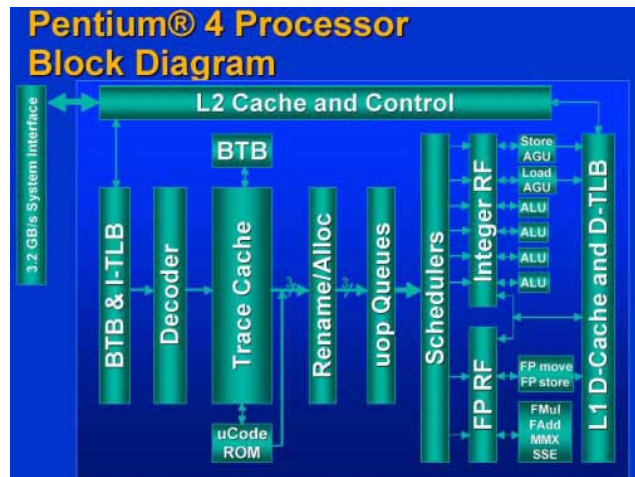 Pentium® 4 Processor
Block Diagram
3.2 GB/s System Interface
L2 Cache and Control
BTB
BTB & I-TLB
Decoder
Trace Cache
uCode
ROM
3
Rename/Alloc
3
uop Queues
Schedulers
Integer RF
FP RF
Store
AGU
Load
AGU
ALU
ALU
ALU
ALU
FP move
FP store
FMul
FAdd
MMX
SSE
L1 D-Cache and D-TLB